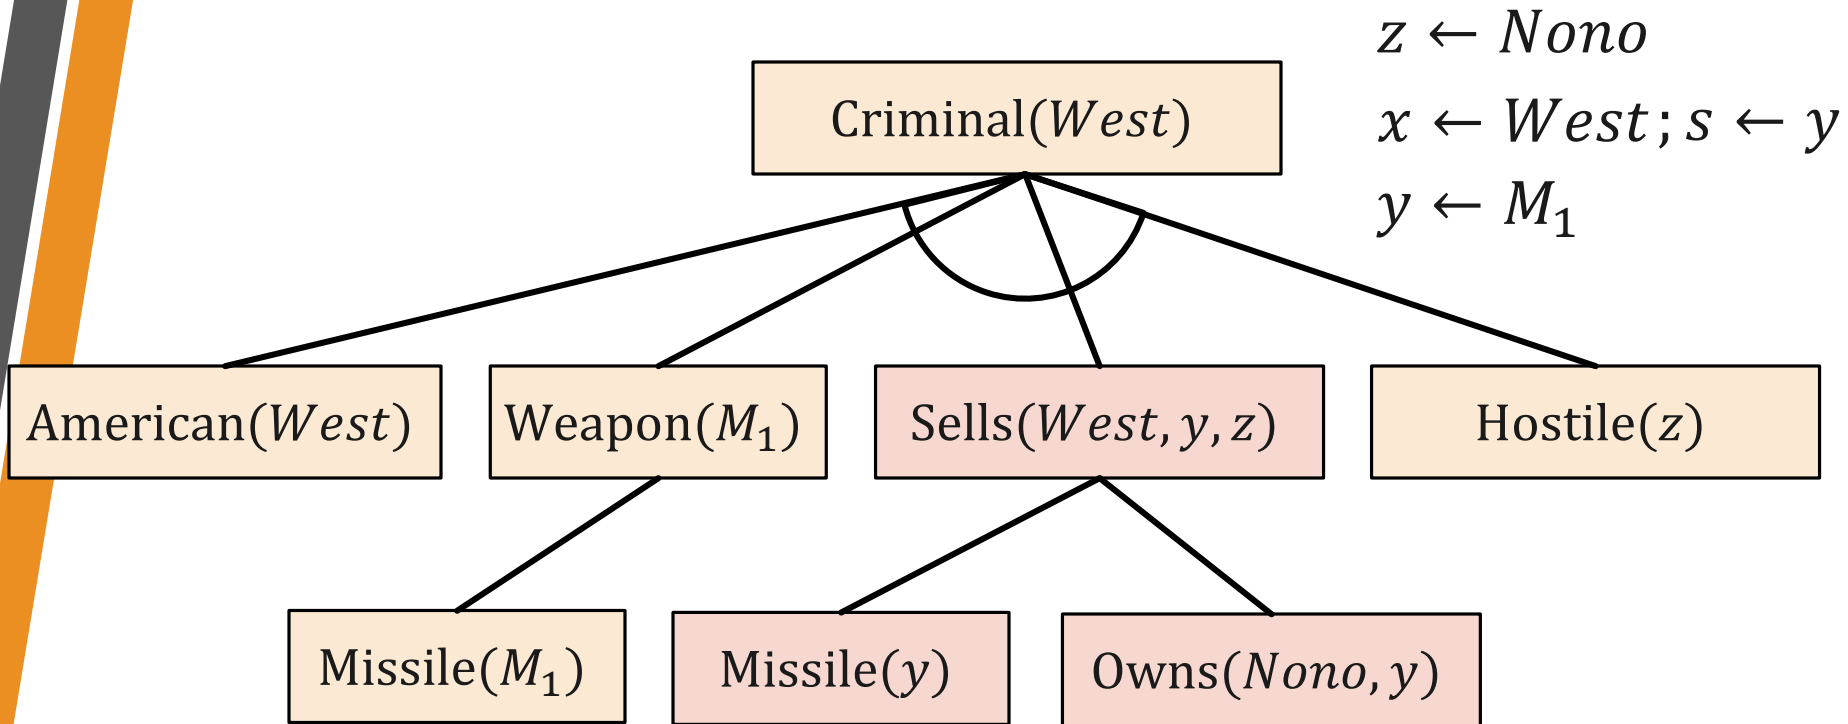 z ← Nono
Criminal(West)
x ← West; s ← y
y ← M₁
American(West)
Weapon(M₁)
Sells(West, y, z)
Hostile(z)
Missile(M₁)
Missile(y)
Owns(Nono, y)